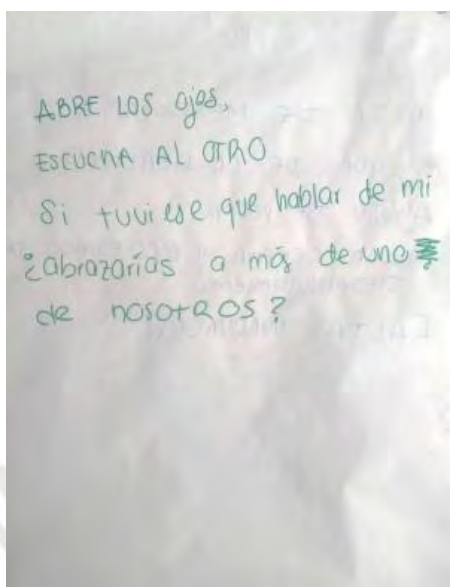 ABRE LOS Ojos,
ESCUCHA AL OTRO
Si tuviese que hablar de mi
¿abrazarías a más de uno
de nosotROS?